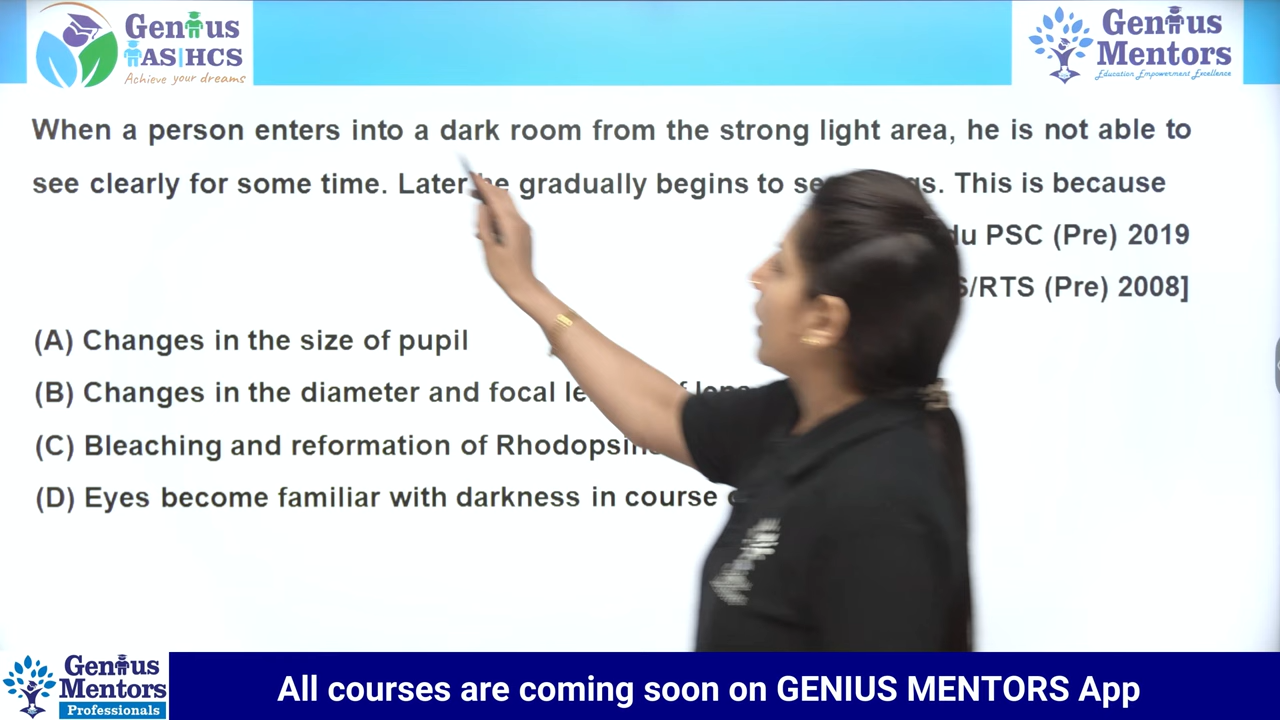 Genius
IAS|HCS
Achieve your dreams
Genius
Mentors
Education Empowerment Excellence
When a person enters into a dark room from the strong light area, he is not able to
see clearly for some time. Later he gradually begins to see This is because
PSC (Pre) 2019
S/RTS (Pre) 2008]
(A) Changes in the size of pupil
(B) Changes in the diameter and focal
(C) Bleaching and reformation of Rhodopsin
(D) Eyes become familiar with darkness in course
Genius
Mentors
Professionals
All courses are coming soon on GENIUS MENTORS App